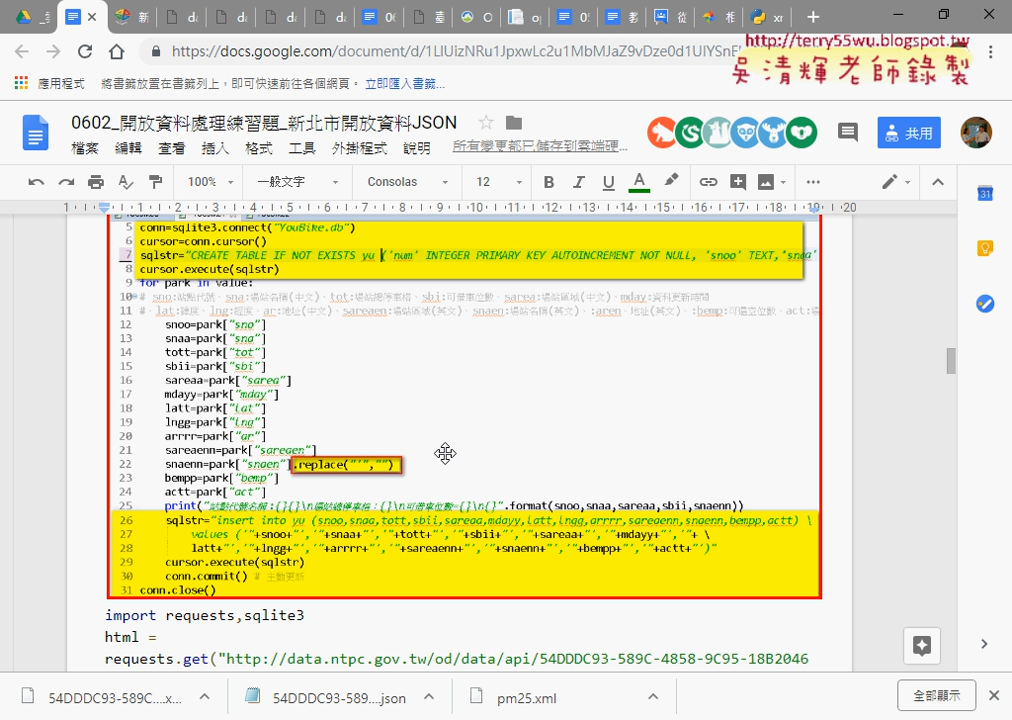 https://docs.google.com/document/d/1LIUizNRu1JpxwLc2u1MbMJaZ9vDze0d1UIYSnF
http://terry55wu.blogspot.tw
吳清輝老師錄製
應用程式 將書籤放置在書籤列上，即可快速前往各個網頁。 立即匯入書籤...
0602_開放資料處理練習題_新北市開放資料JSON
檔案 編輯 查看 插入 格式 工具 外掛程式 說明 所有變更都已儲存到雲端硬...
共用
100% 一般文字 Consolas 12 B I U A
5 conn=sqlite3.connect("YouBike.db")
6 cursor=conn.cursor()
7 sqlstr="CREATE TABLE IF NOT EXISTS yu ('num' INTEGER PRIMARY KEY AUTOINCREMENT NOT NULL, 'snoo' TEXT,'snaa'
8 cursor.execute(sqlstr)
9 for park in value:
10 # sno:站點代號、sna:場站名稱(中文)、tot:場站總停車格、sbi:可借車位數、sarea:場站區域(中文)、mday:資料更新時間
11 #、lat:緯度、lng:經度、ar:地址(中文)、sareaen:場站區域(英文)、snaen:場站名稱(英文)、:aren、地址(英文)、:bemp:可還空位數、act:場
12 snoo=park["sno"]
13 snaa=park["sna"]
14 tott=park["tot"]
15 sbii=park["sbi"]
16 sareaa=park["sarea"]
17 mdayy=park["mday"]
18 latt=park["lat"]
19 lngg=park["lng"]
20 arrrr=park["ar"]
21 sareaenn=park["sareaen"]
22 snaenn=park["snaen"].replace("'","")
23 bempp=park["bemp"]
24 actt=park["act"]
25 print("站點代號名稱：{}{}\n場站總停車格：{}\n可借車位數={}\n{}".format(snoo,snaa,sareaa,sbii,snaenn))
26 sqlstr="insert into yu (snoo,snaa,tott,sbii,sareaa,mdayy,latt,lngg,arrrr,sareaenn,snaenn,bempp,actt) \
27 values ('"+snoo+"','"+snaa+"','"+tott+"','"+sbii+"','"+sareaa+"','"+mdayy+"','"+ \
28 latt+"','"+lngg+"','"+arrrr+"','"+sareaenn+"','"+snaenn+"','"+bempp+"','"+actt+"')"
29 cursor.execute(sqlstr)
30 conn.commit() # 主動更新
31 conn.close()
import requests,sqlite3
html =
requests.get("http://data.ntpc.gov.tw/od/data/api/54DDDC93-589C-4858-9C95-18B2046
54DDDC93-589C....x... 54DDDC93-589....json pm25.xml 全部顯示